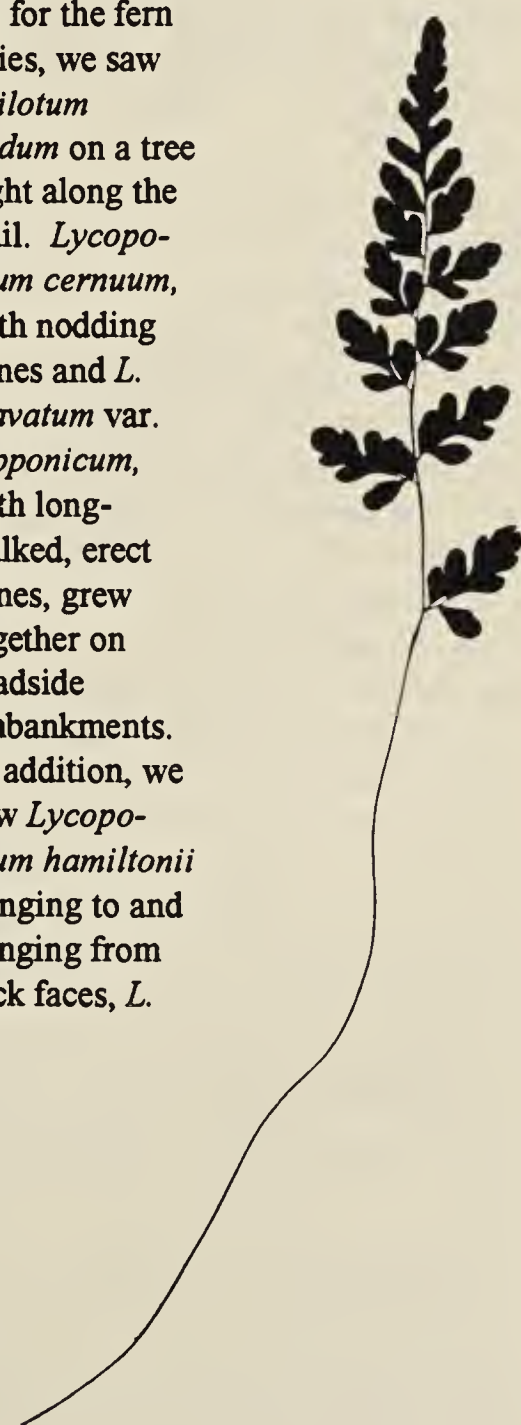 for the fern
ies, we saw
ilotum
dum on a tree
ght along the
il. Lycopo-
um cernuum,
th nodding
nes and L.
avatum var.
pponicum,
th long-
lked, erect
nes, grew
gether on
adside
nbankments.
addition, we
w Lycopo-
um hamiltonii
nging to and
nging from
ck faces, L.